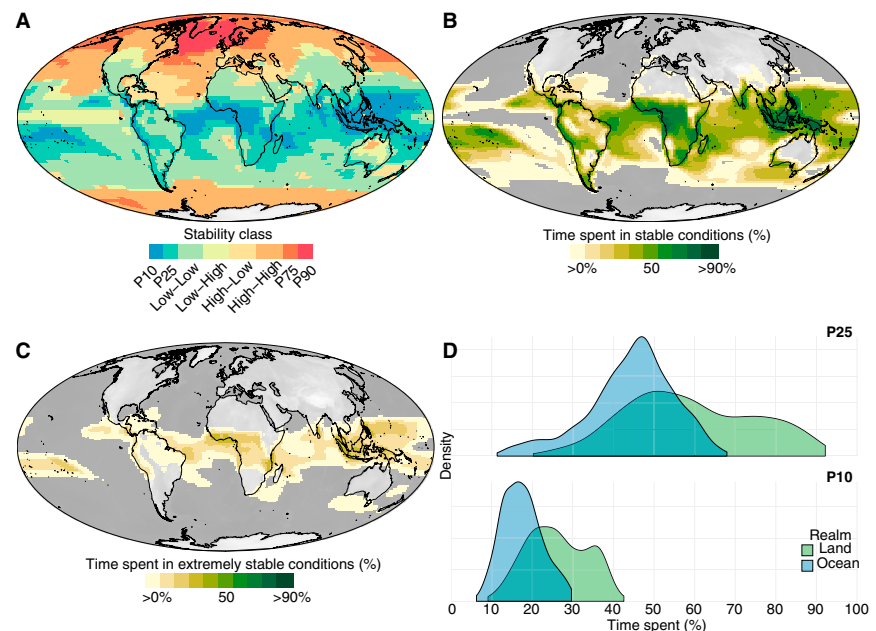 A
Stability class
P10
P25
Low–Low
Low–High
High–Low
High–High
P75
P90
B
Time spent in stable conditions (%)
>0% 50 >90%
C
Time spent in extremely stable conditions (%)
>0% 50 >90%
D
P25
Density
P10
Realm
Land
Ocean
0 10 20 30 40 50 60 70 80 90 100
Time spent (%)